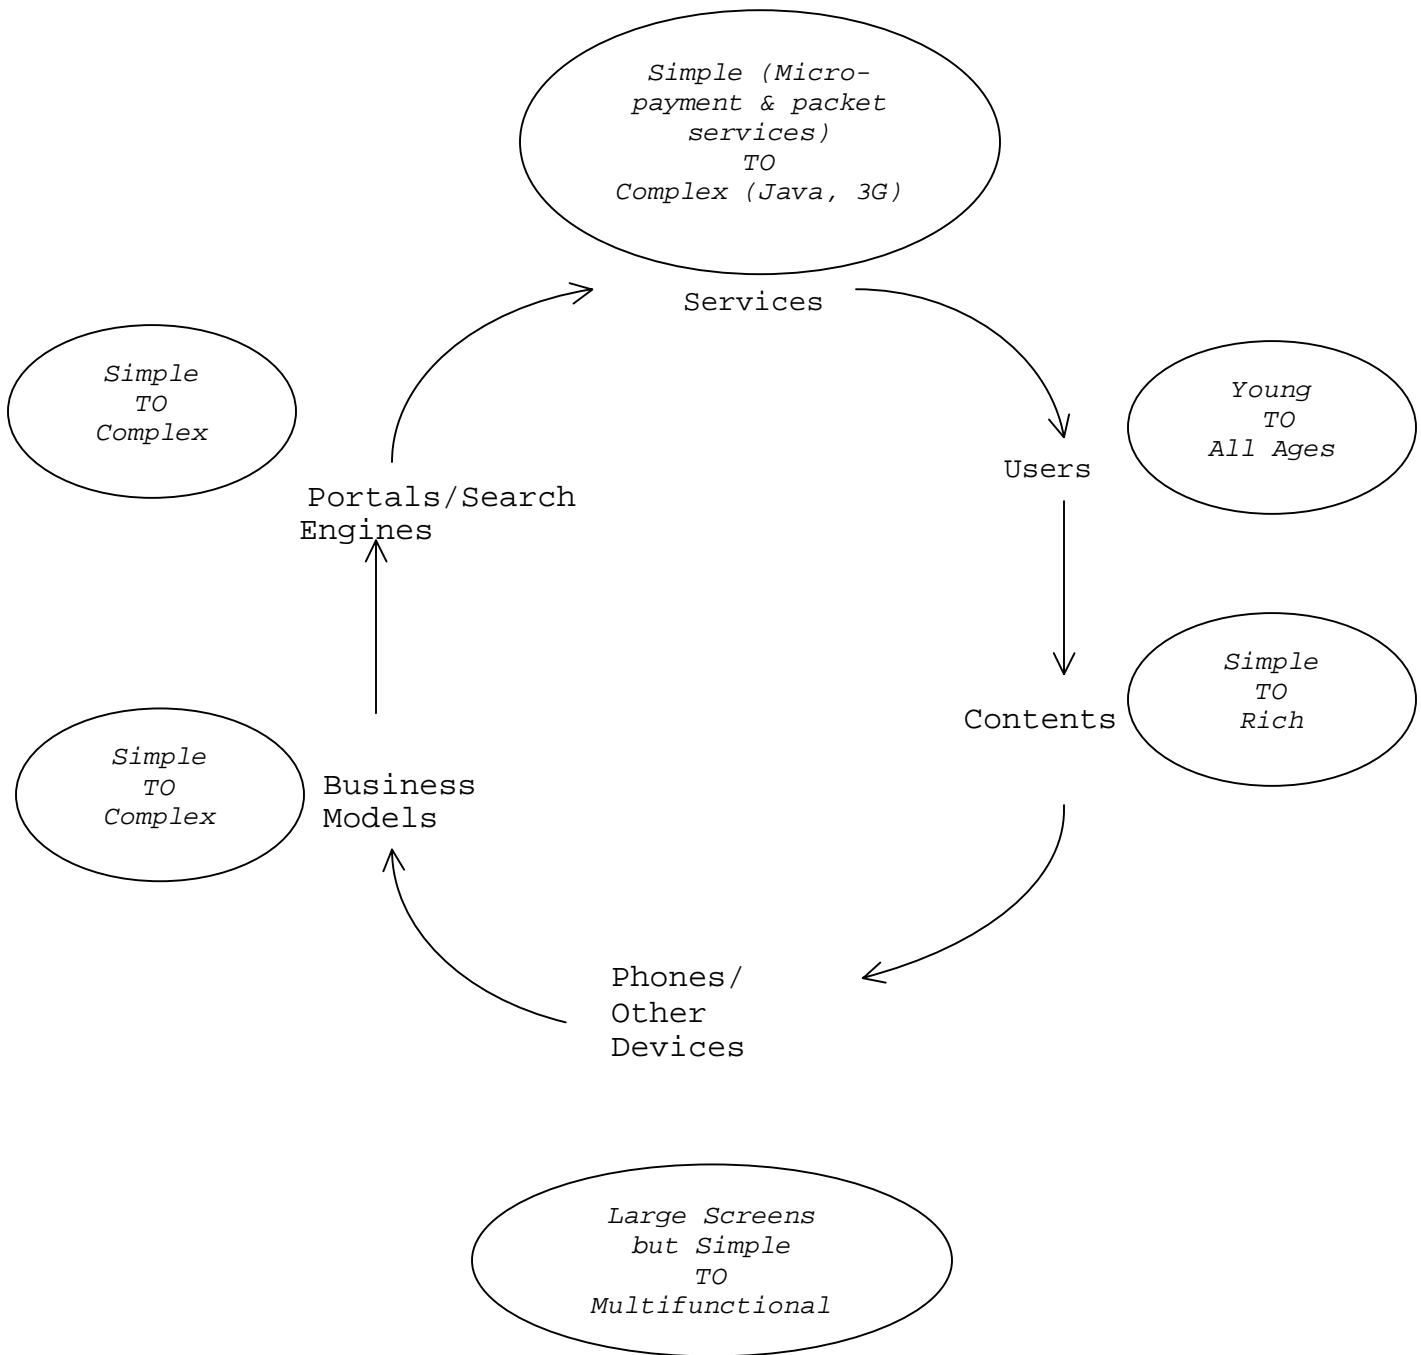 Simple (Micro-
payment & packet
services)
TO
Complex (Java, 3G)
Services
Simple
TO
Complex
Young
TO
All Ages
Users
Portals/Search
Engines
Simple
TO
Rich
Contents
Simple
TO
Complex
Business
Models
Phones/
Other
Devices
Large Screens
but Simple
TO
Multifunctional